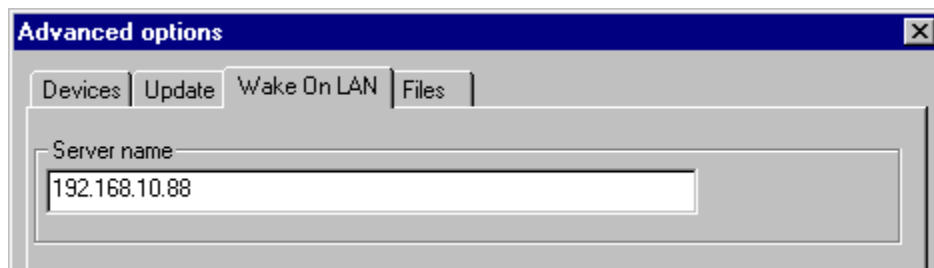 Advanced options
Devices Update Wake On LAN Files
Server name
192.168.10.88